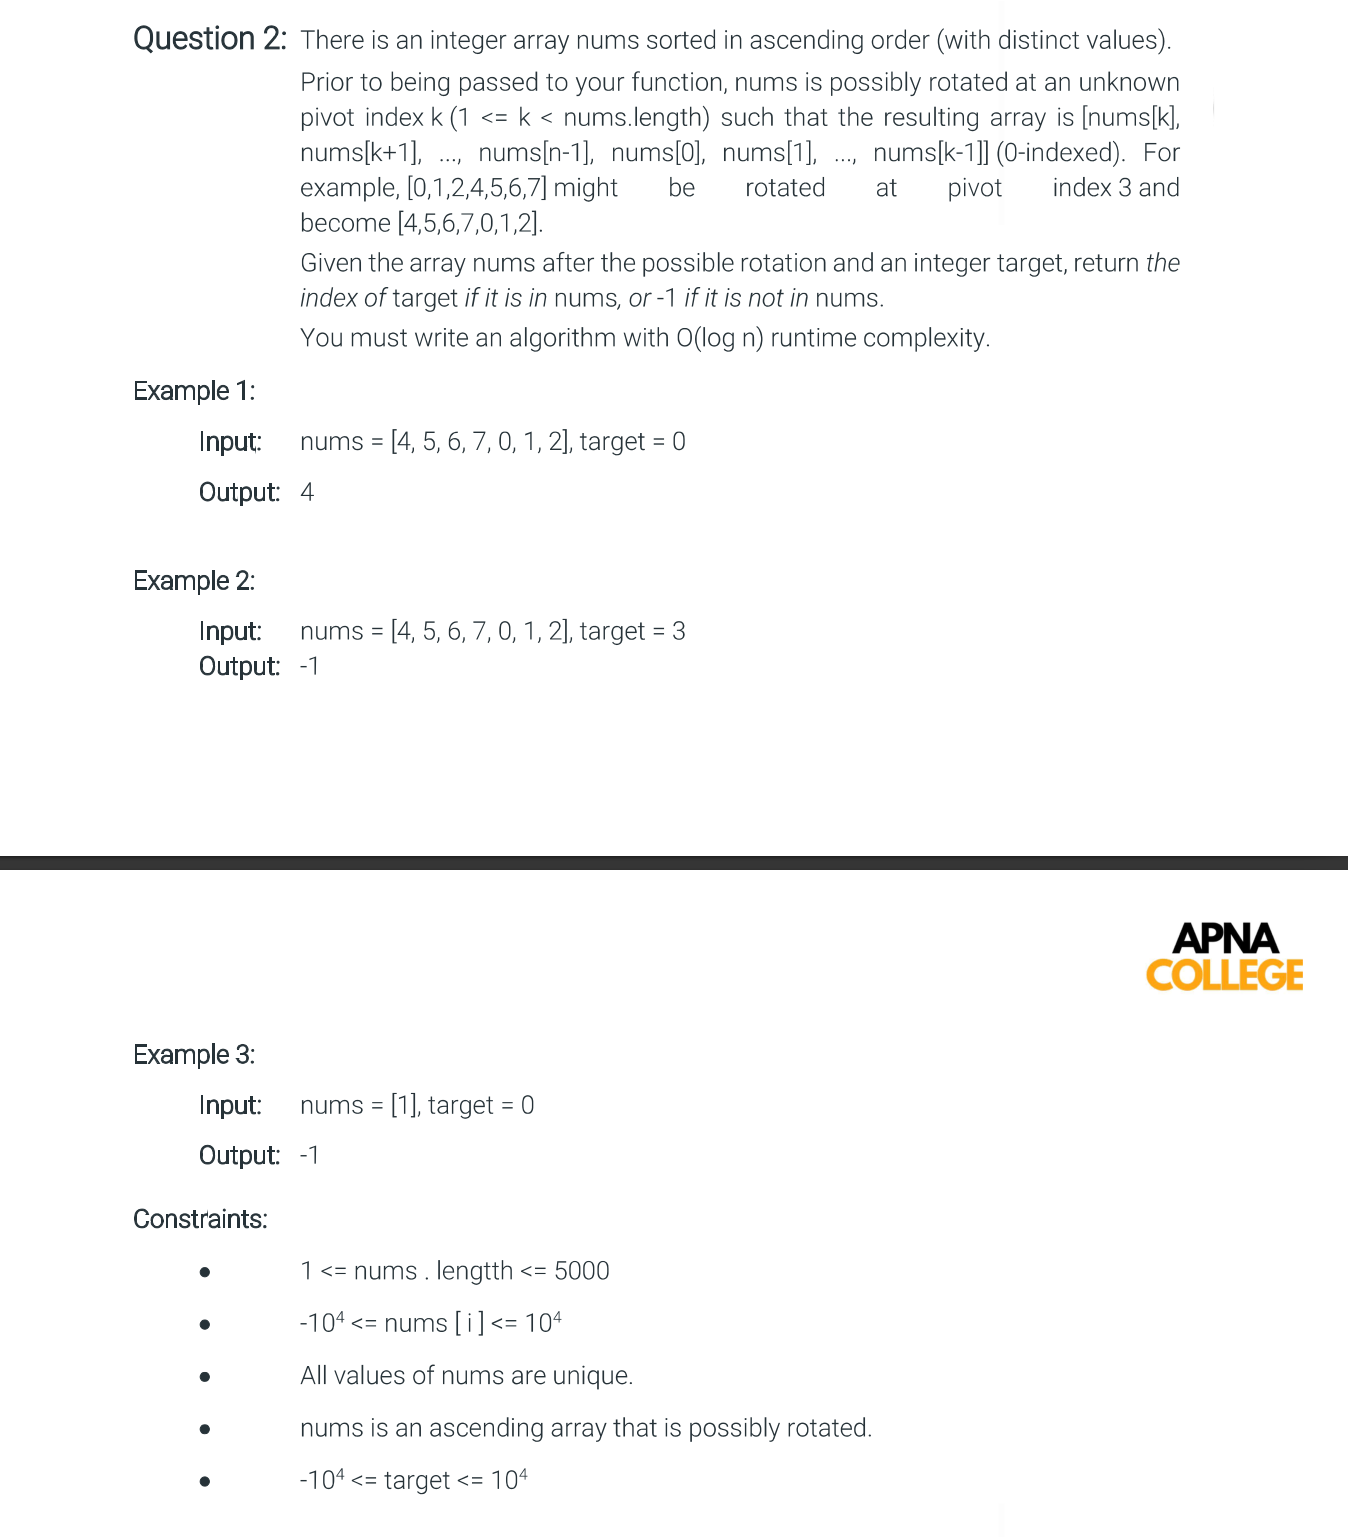 Question 2: There is an integer array nums sorted in ascending order (with distinct values).
Prior to being passed to your function, nums is possibly rotated at an unknown
pivot index k (1 <= k < nums.length) such that the resulting array is [nums[k],
nums[k+1], ..., nums[n-1], nums[0], nums[1], ..., nums[k-1]] (0-indexed). For
example, [0,1,2,4,5,6,7] might be rotated at pivot index 3 and
become [4,5,6,7,0,1,2].
Given the array nums after the possible rotation and an integer target, return the
index of target if it is in nums, or -1 if it is not in nums.
You must write an algorithm with O(log n) runtime complexity.
Example 1:
Input: nums = [4, 5, 6, 7, 0, 1, 2], target = 0
Output: 4
Example 2:
Input: nums = [4, 5, 6, 7, 0, 1, 2], target = 3
Output: -1
APNA
COLLEGE
Example 3:
Input: nums = [1], target = 0
Output: -1
Constraints:
● 1 <= nums . lengtth <= 5000
● -10⁴ <= nums [ i ] <= 10⁴
● All values of nums are unique.
● nums is an ascending array that is possibly rotated.
● -10⁴ <= target <= 10⁴